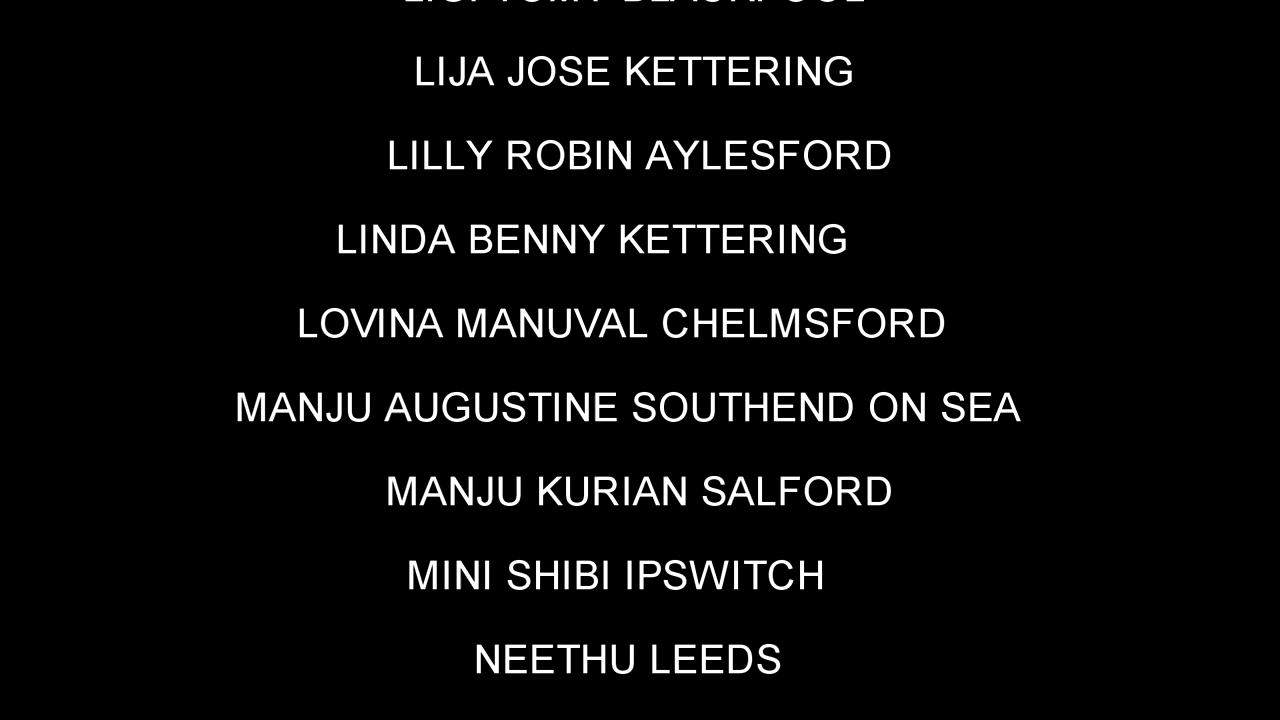 LIJA JOSE KETTERING
LILLY ROBIN AYLESFORD
LINDA BENNY KETTERING
LOVINA MANUVAL CHELMSFORD
MANJU AUGUSTINE SOUTHEND ON SEA
MANJU KURIAN SALFORD
MINI SHIBI IPSWITCH
NEETHU LEEDS